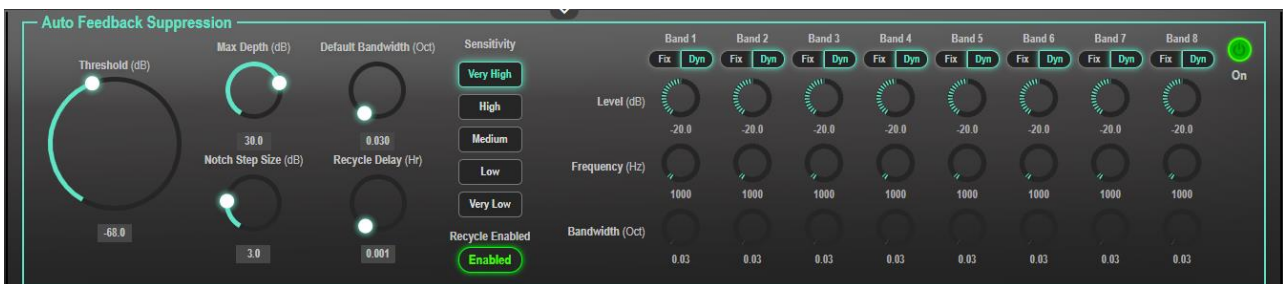 Auto Feedback Suppression
Threshold (dB)
-68.0
Max Depth (dB)
30.0
Notch Step Size (dB)
3.0
Default Bandwidth (Oct)
0.030
Recycle Delay (Hr)
0.001
Sensitivity
Very High
High
Medium
Low
Very Low
Recycle Enabled
Enabled
Band 1 Band 2 Band 3 Band 4 Band 5 Band 6 Band 7 Band 8
Fix Dyn Fix Dyn Fix Dyn Fix Dyn Fix Dyn Fix Dyn Fix Dyn Fix Dyn
Level (dB)
-20.0 -20.0 -20.0 -20.0 -20.0 -20.0 -20.0 -20.0
Frequency (Hz)
1000 1000 1000 1000 1000 1000 1000 1000
Bandwidth (Oct)
0.03 0.03 0.03 0.03 0.03 0.03 0.03 0.03
On